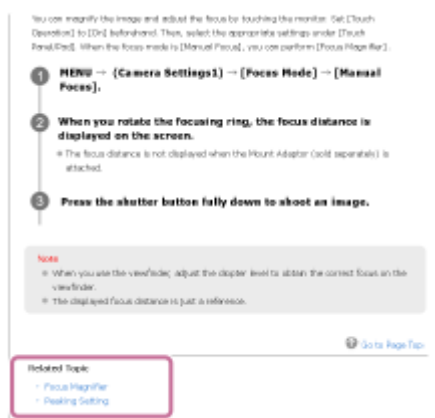 You can magnify the image and adjust the focus by touching the monitor. Set [Touch
Operation] to [On] beforehand. Then, select the appropriate settings under [Touch
Panel/Pad]. When the focus mode is [Manual Focus], you can perform [Focus Magnifier].
1 MENU → (Camera Settings1) → [Focus Mode] → [Manual
Focus].
2 When you rotate the focusing ring, the focus distance is
displayed on the screen.
The focus distance is not displayed when the Mount Adaptor (sold seperately) is
attached.
3 Press the shutter button fully down to shoot an image.
Note
When you use the viewfinder, adjust the diopter level to obtain the correct focus on the
viewfinder.
The displayed focus distance is just a reference.
Go to Page Top
Related Topic
Focus Magnifier
Peaking Setting